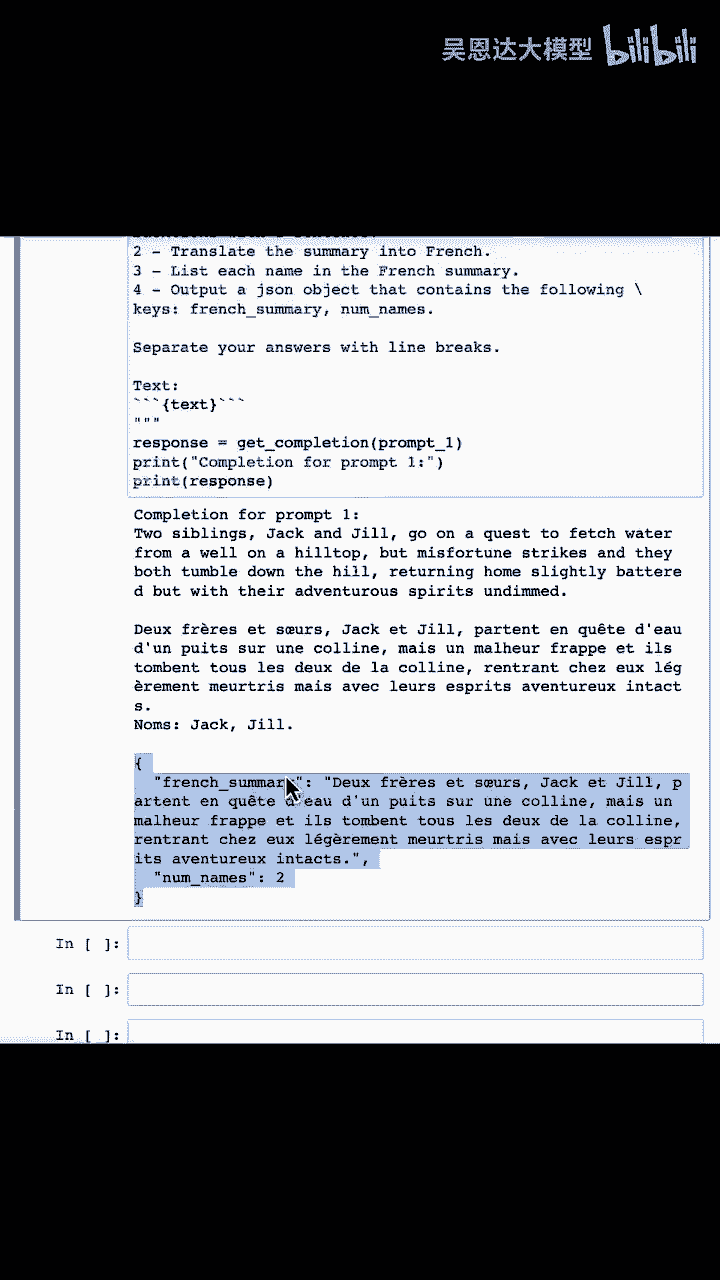 吴恩达大模型 bilibili
2 - Translate the summary into French.
3 - List each name in the French summary.
4 - Output a json object that contains the following \
keys: french_summary, num_names.
Separate your answers with line breaks.
Text:
```{text}```
"""
response = get_completion(prompt_1)
print("Completion for prompt 1:")
print(response)
Completion for prompt 1:
Two siblings, Jack and Jill, go on a quest to fetch water
from a well on a hilltop, but misfortune strikes and they
both tumble down the hill, returning home slightly battere
d but with their adventurous spirits undimmed.
Deux frères et sœurs, Jack et Jill, partent en quête d'eau
d'un puits sur une colline, mais un malheur frappe et ils
tombent tous les deux de la colline, rentrant chez eux lég
èrement meurtris mais avec leurs esprits aventureux intact
s.
Noms: Jack, Jill.
{
"french_summary": "Deux frères et sœurs, Jack et Jill, p
artent en quête d'eau d'un puits sur une colline, mais un
malheur frappe et ils tombent tous les deux de la colline,
rentrant chez eux légèrement meurtris mais avec leurs espr
its aventureux intacts.",
"num_names": 2
}
In [ ]:
In [ ]:
In [ ]: